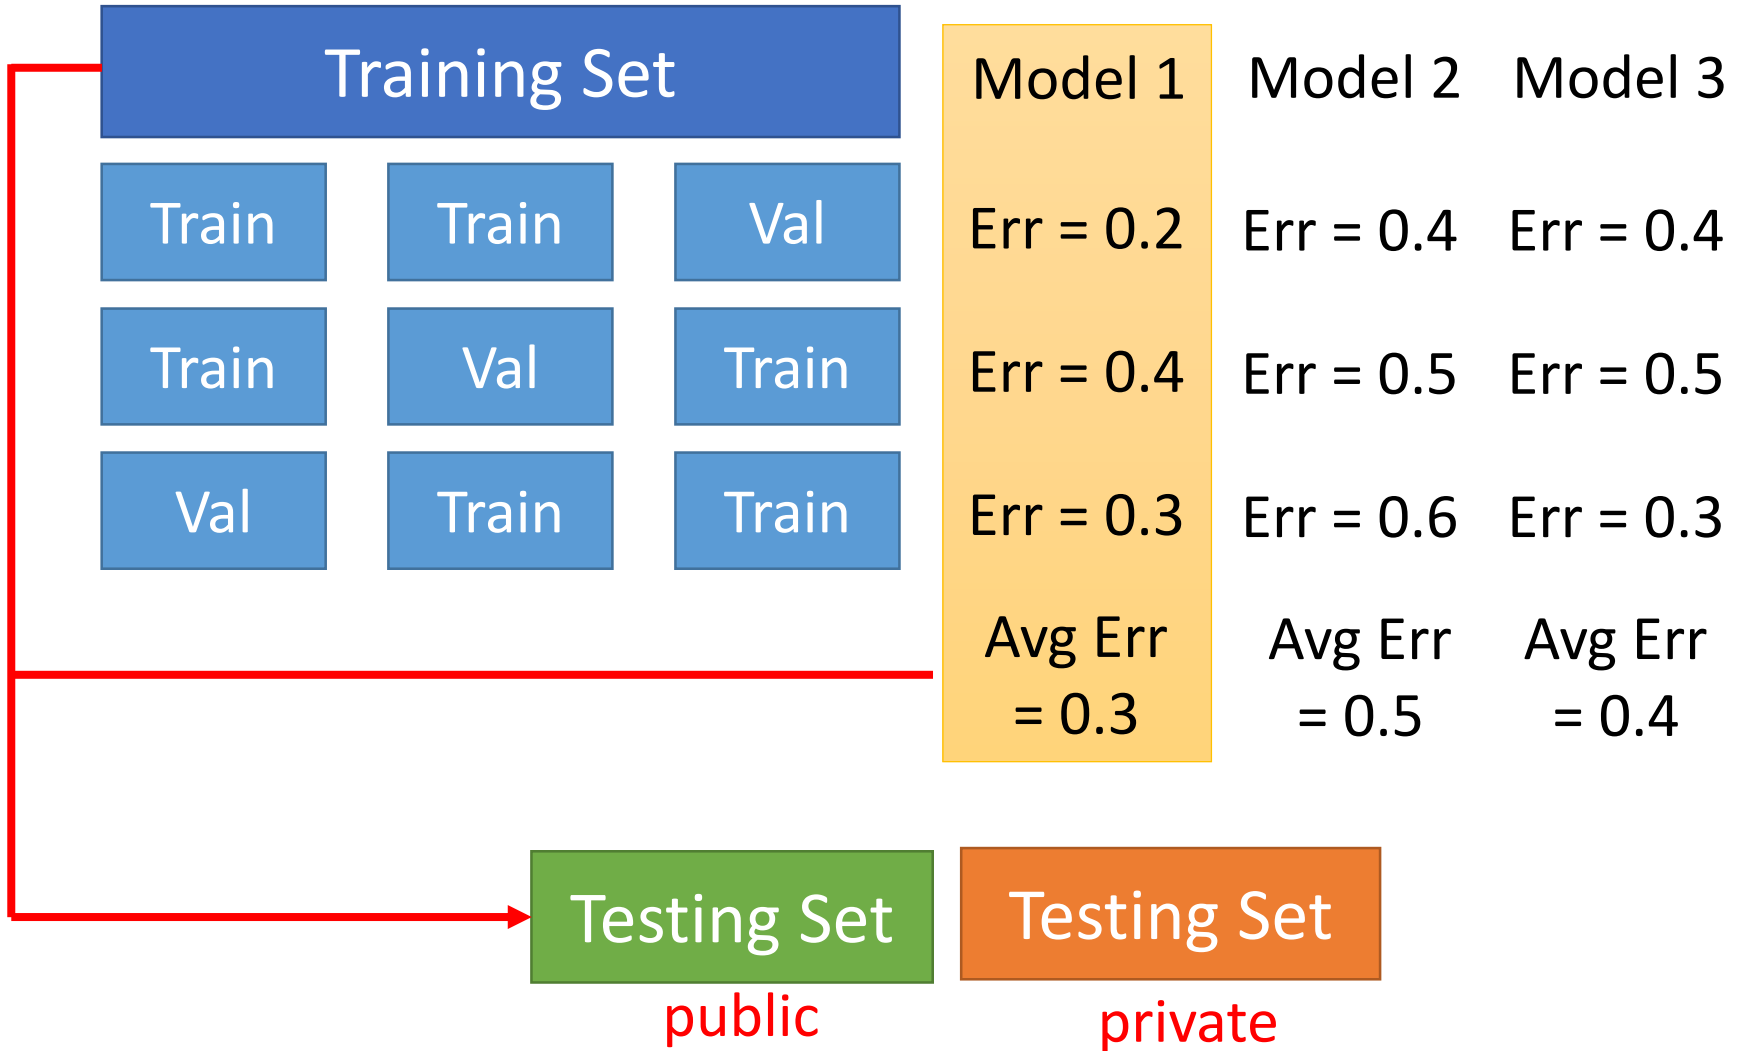 Training Set
Model 1
Model 2
Model 3
Train
Train
Val
Err = 0.2
Err = 0.4
Err = 0.4
Train
Val
Train
Err = 0.4
Err = 0.5
Err = 0.5
Val
Train
Train
Err = 0.3
Err = 0.6
Err = 0.3
Avg Err
= 0.3
Avg Err
= 0.5
Avg Err
= 0.4
Testing Set
public
Testing Set
private